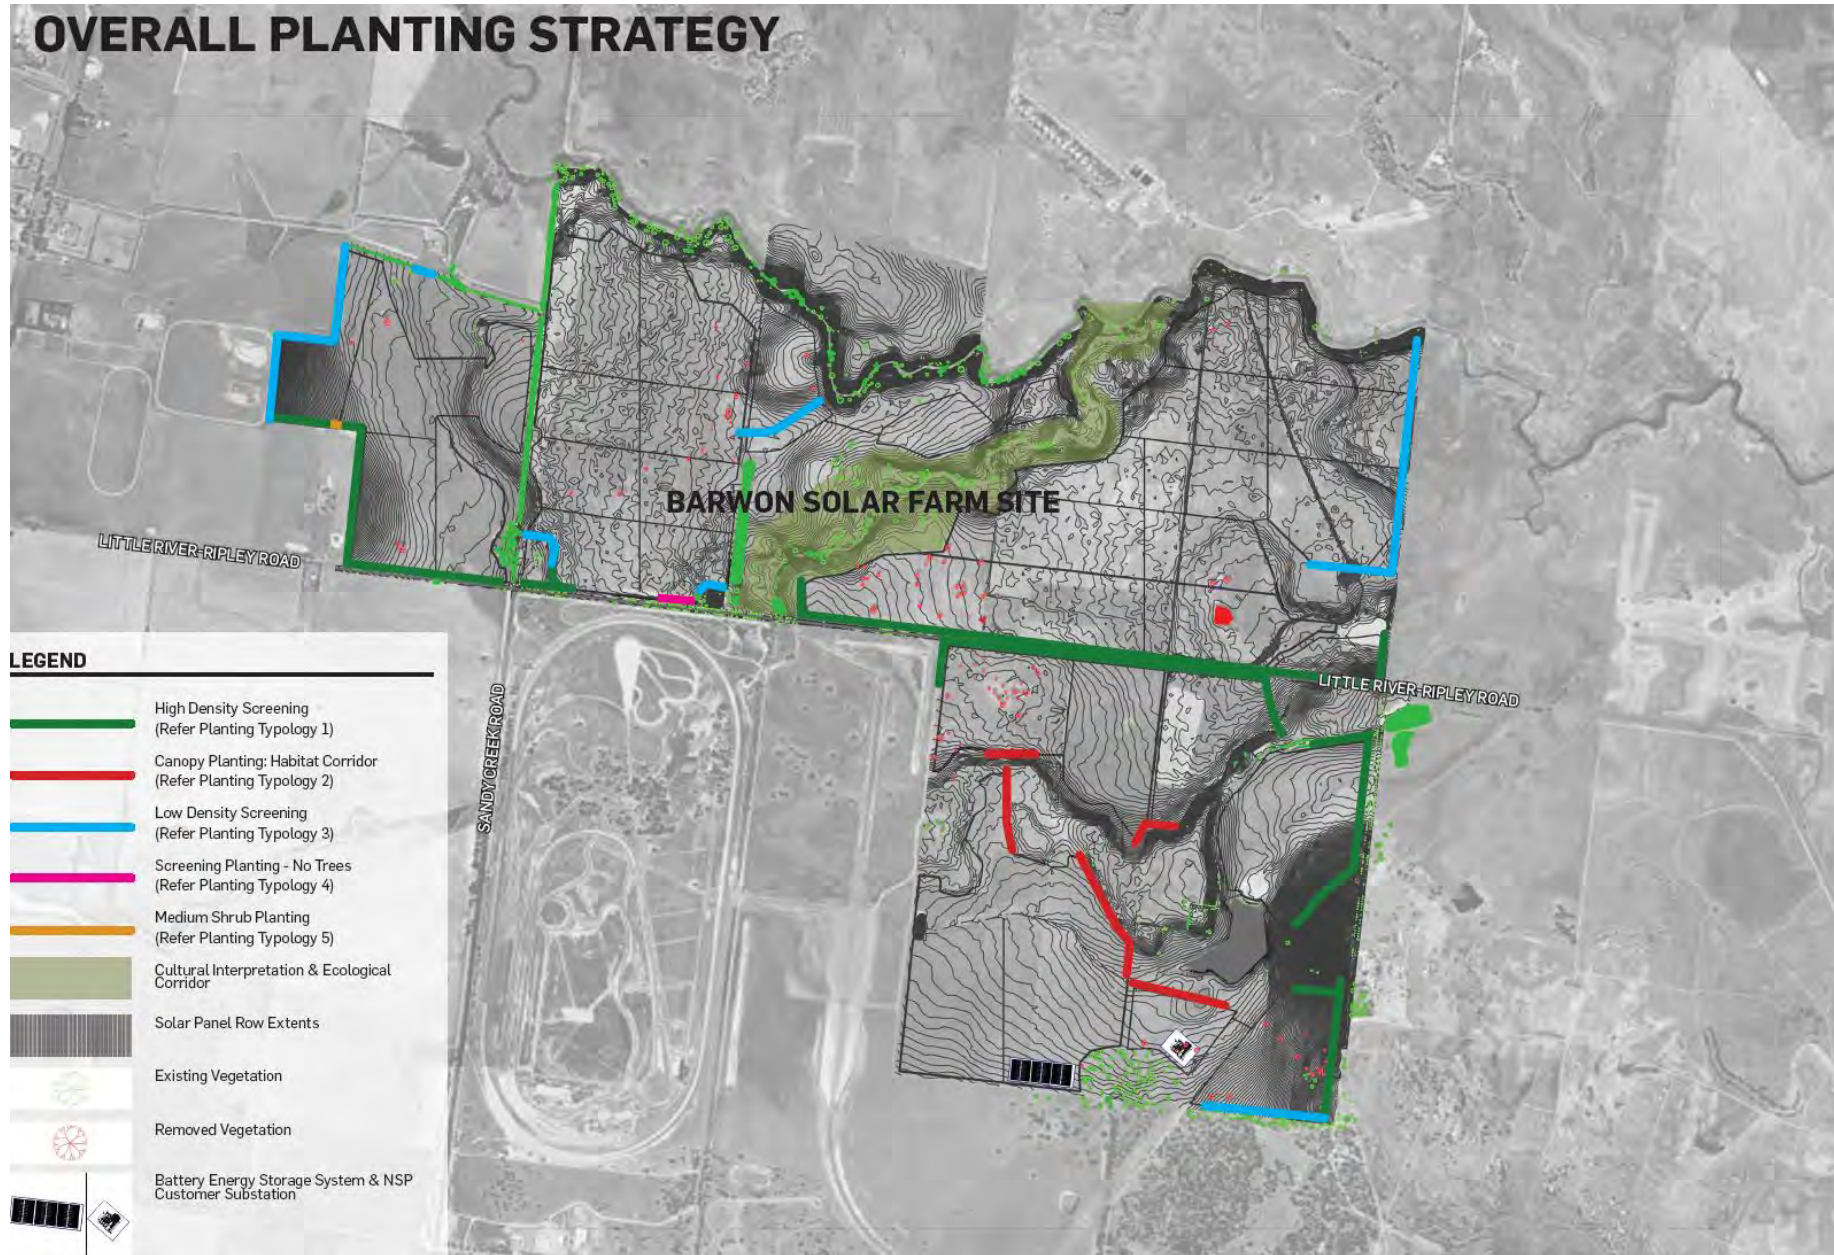 OVERALL PLANTING STRATEGY
BARWON SOLAR FARM SITE
LITTLE RIVER-RIPLEY ROAD
LITTLE RIVER-RIPLEY ROAD
SANDY CREEK ROAD
LEGEND
High Density Screening
(Refer Planting Typology 1)
Canopy Planting: Habitat Corridor
(Refer Planting Typology 2)
Low Density Screening
(Refer Planting Typology 3)
Screening Planting - No Trees
(Refer Planting Typology 4)
Medium Shrub Planting
(Refer Planting Typology 5)
Cultural Interpretation & Ecological
Corridor
Solar Panel Row Extents
Existing Vegetation
Removed Vegetation
Battery Energy Storage System & NSP
Customer Substation